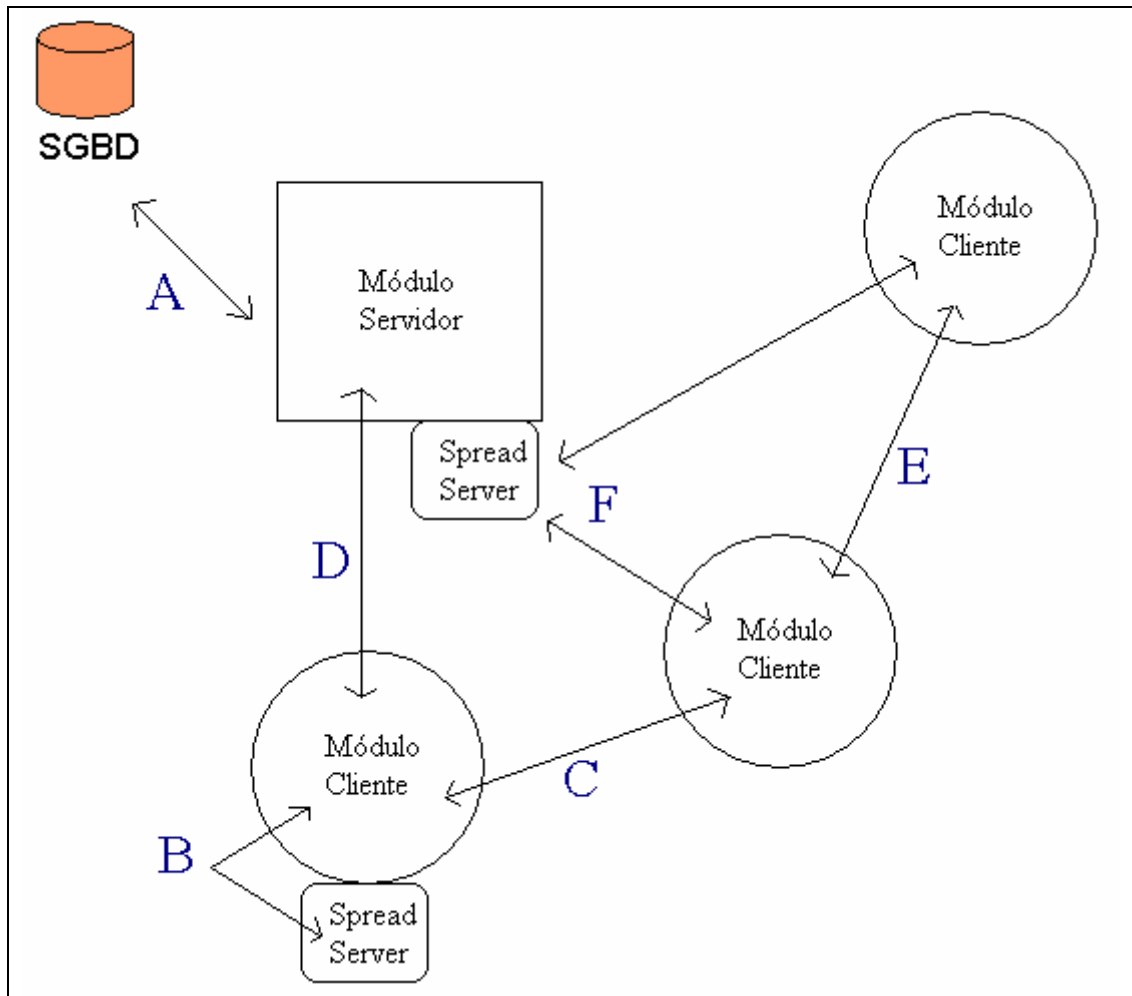 SGBD
A
Módulo
Servidor
Módulo
Cliente
Spread
Server
F
E
D
Módulo
Cliente
Módulo
Cliente
C
B
Spread
Server